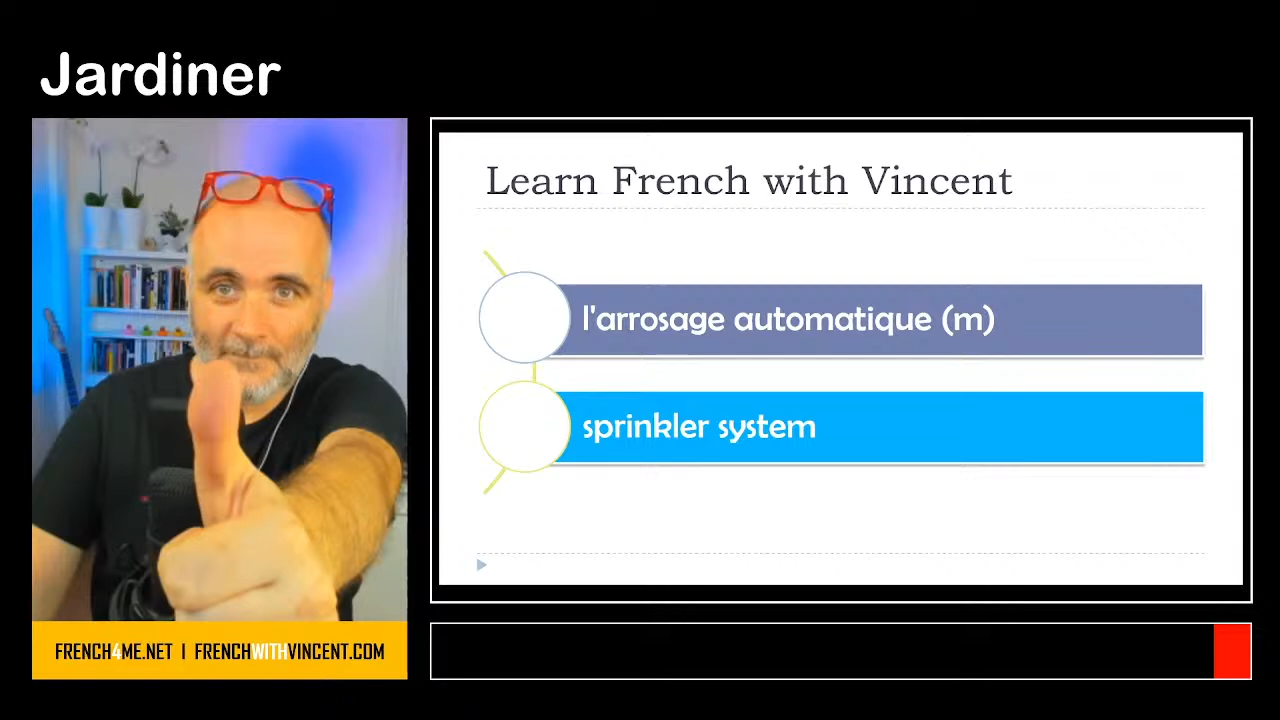 Jardiner
Learn French with Vincent
l'arrosage automatique (m)
sprinkler system
FRENCH4ME.NET | FRENCHWITHVINCENT.COM